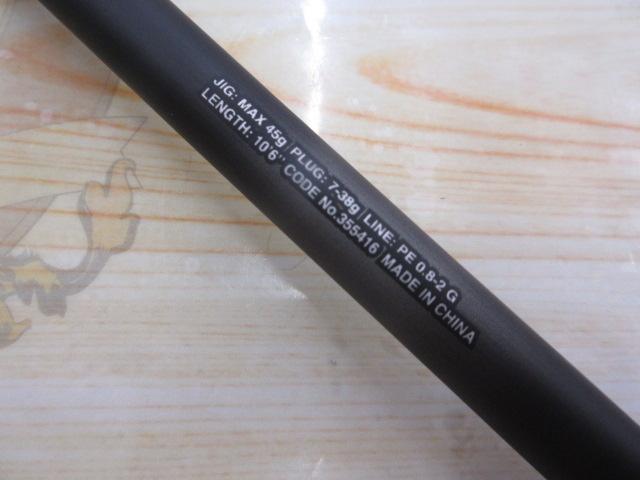 JIG: MAX 45g | PLUG: 7-38g | LINE: PE 0.8-2 G
LENGTH: 10'6" CODE No.355416 | MADE IN CHINA